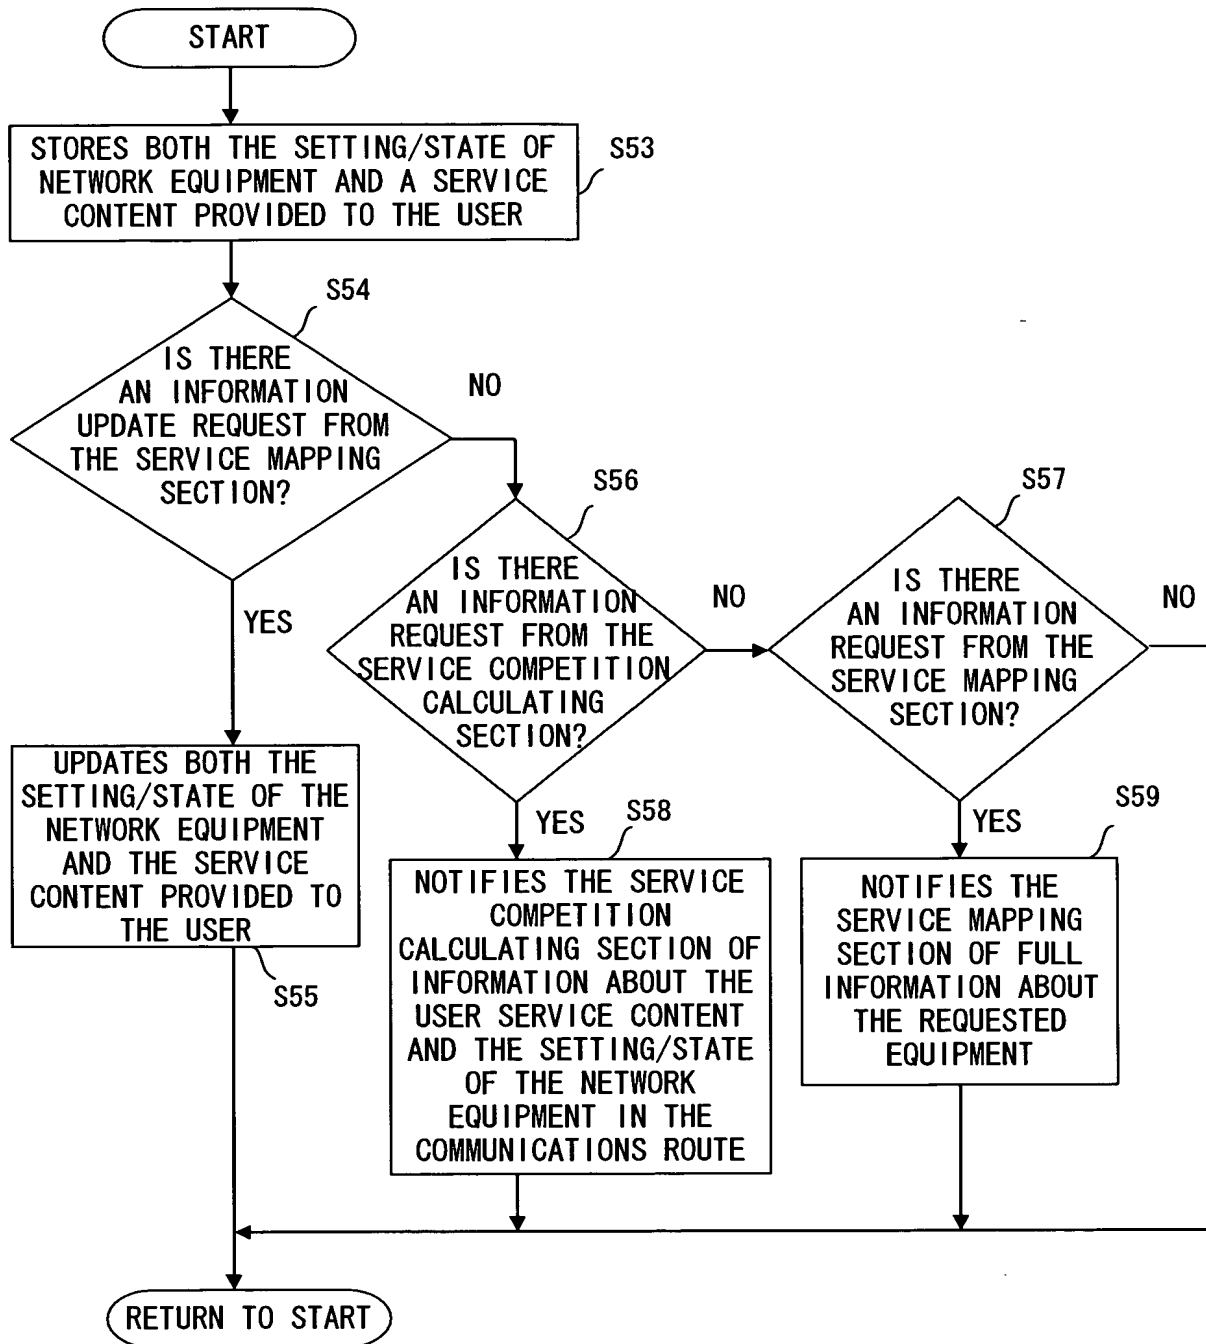 START
STORES BOTH THE SETTING/STATE OF
NETWORK EQUIPMENT AND A SERVICE
CONTENT PROVIDED TO THE USER
S53
S54
IS THERE
AN INFORMATION
UPDATE REQUEST FROM
THE SERVICE MAPPING
SECTION?
NO
YES
S56
IS THERE
AN INFORMATION
REQUEST FROM THE
SERVICE COMPETITION
CALCULATING
SECTION?
NO
YES
S57
IS THERE
AN INFORMATION
REQUEST FROM THE
SERVICE MAPPING
SECTION?
NO
YES
UPDATES BOTH THE
SETTING/STATE OF THE
NETWORK EQUIPMENT
AND THE SERVICE
CONTENT PROVIDED TO
THE USER
S55
S58
NOTIFIES THE SERVICE
COMPETITION
CALCULATING SECTION OF
INFORMATION ABOUT THE
USER SERVICE CONTENT
AND THE SETTING/STATE
OF THE NETWORK
EQUIPMENT IN THE
COMMUNICATIONS ROUTE
S59
NOTIFIES THE
SERVICE MAPPING
SECTION OF FULL
INFORMATION ABOUT
THE REQUESTED
EQUIPMENT
RETURN TO START